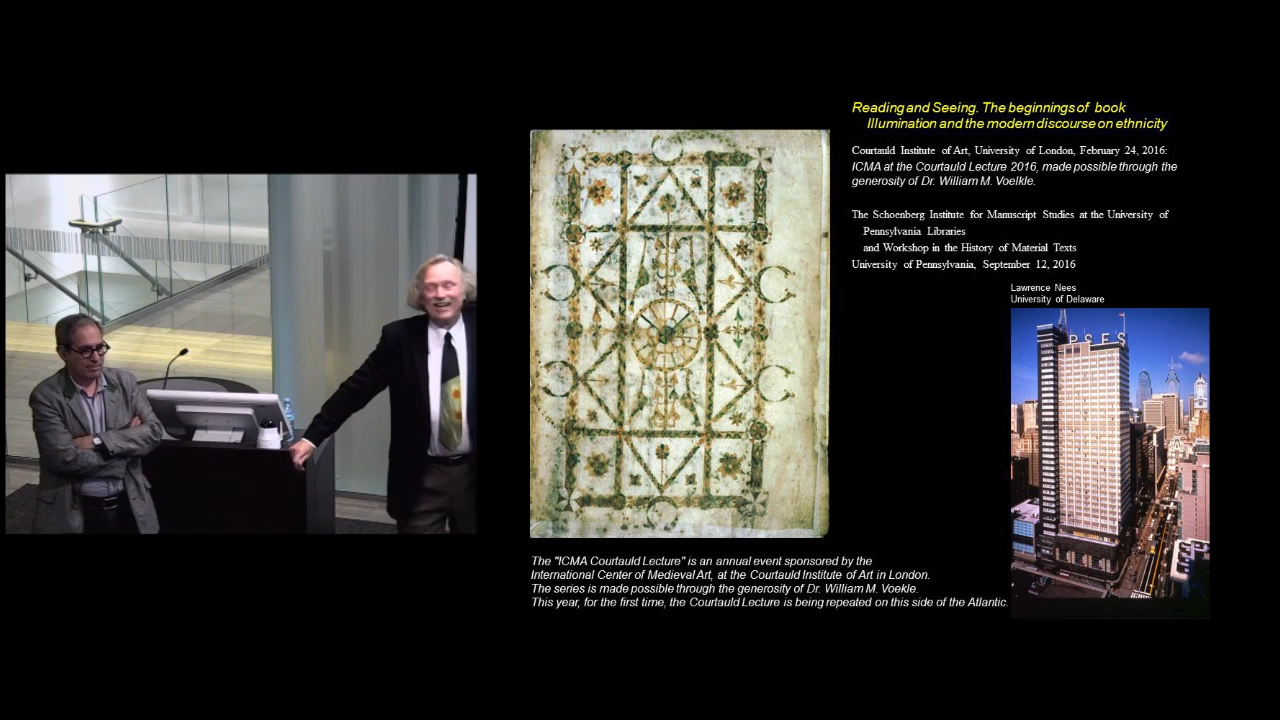 Reading and Seeing. The beginnings of book
Illumination and the modern discourse on ethnicity
Courtauld Institute of Art, University of London, February 24, 2016:
ICMA at the Courtauld Lecture 2016, made possible through the
generosity of Dr. William M. Voelkle.
The Schoenberg Institute for Manuscript Studies at the University of
Pennsylvania Libraries
and Workshop in the History of Material Texts
University of Pennsylvania, September 12, 2016
Lawrence Nees
University of Delaware
PSFS
The "ICMA Courtauld Lecture" is an annual event sponsored by the
International Center of Medieval Art, at the Courtauld Institute of Art in London.
The series is made possible through the generosity of Dr. William M. Voekle.
This year, for the first time, the Courtauld Lecture is being repeated on this side of the Atlantic.